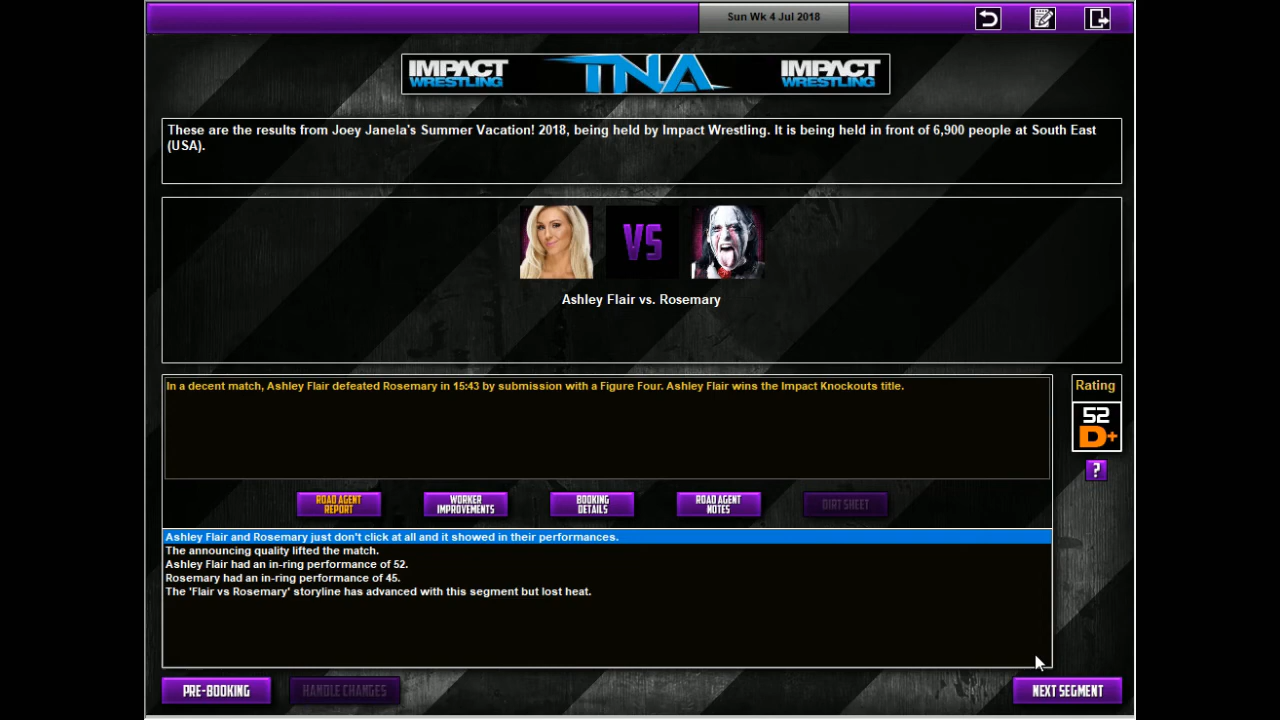 Sun Wk 4 Jul 2018
IMPACT WRESTLING TNA IMPACT WRESTLING
These are the results from Joey Janela's Summer Vacation! 2018, being held by Impact Wrestling. It is being held in front of 6,900 people at South East
(USA).
VS
Ashley Flair vs. Rosemary
In a decent match, Ashley Flair defeated Rosemary in 15:43 by submission with a Figure Four. Ashley Flair wins the Impact Knockouts title.
Rating
52
D+
?
ROAD AGENT REPORT
WORKER IMPROVEMENTS
BOOKING DETAILS
ROAD AGENT NOTES
DIRT SHEET
Ashley Flair and Rosemary just don't click at all and it showed in their performances.
The announcing quality lifted the match.
Ashley Flair had an in-ring performance of 52.
Rosemary had an in-ring performance of 45.
The 'Flair vs Rosemary' storyline has advanced with this segment but lost heat.
PRE-BOOKING
HANDLE CHANGES
NEXT SEGMENT